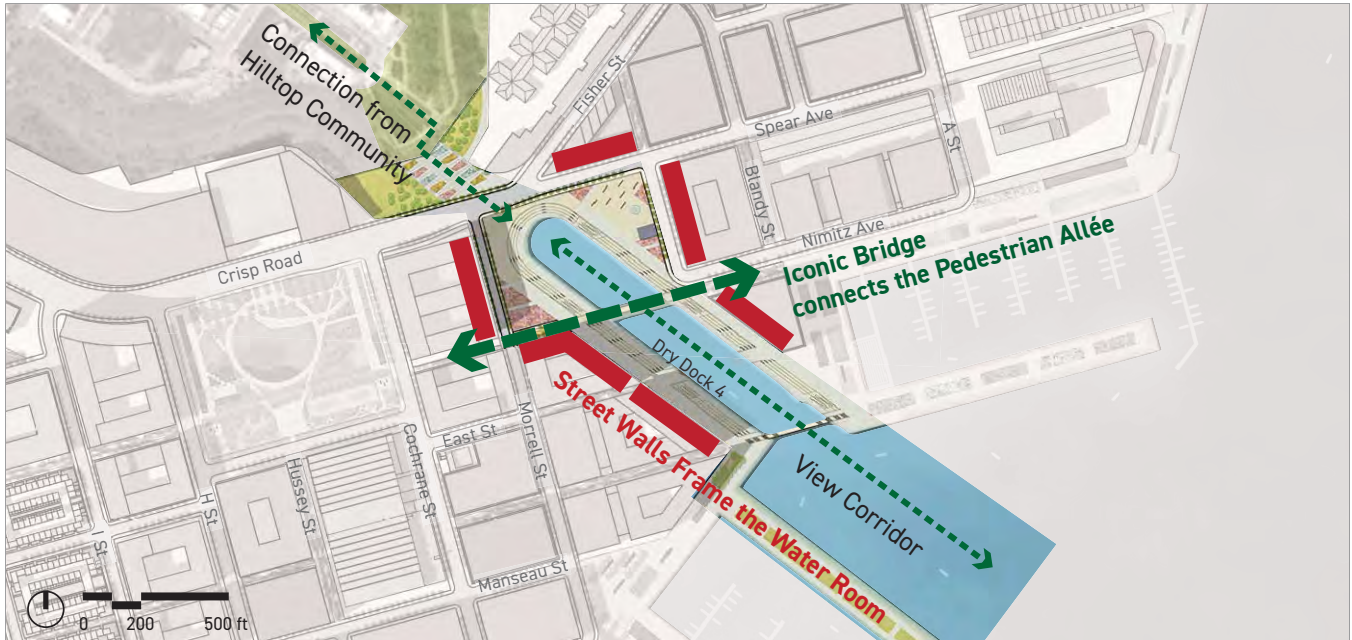 Connection from
Hilltop Community
Fisher St
Spear Ave
A St
Blandy St
Nimitz Ave
Crisp Road
Iconic Bridge
connects the Pedestrian Allée
Dry Dock 4
Street Walls Frame the Water Room
View Corridor
East St
Morrell St
Cochrane St
Hussey St
H St
I St
Manseau St
0 200 500 ft